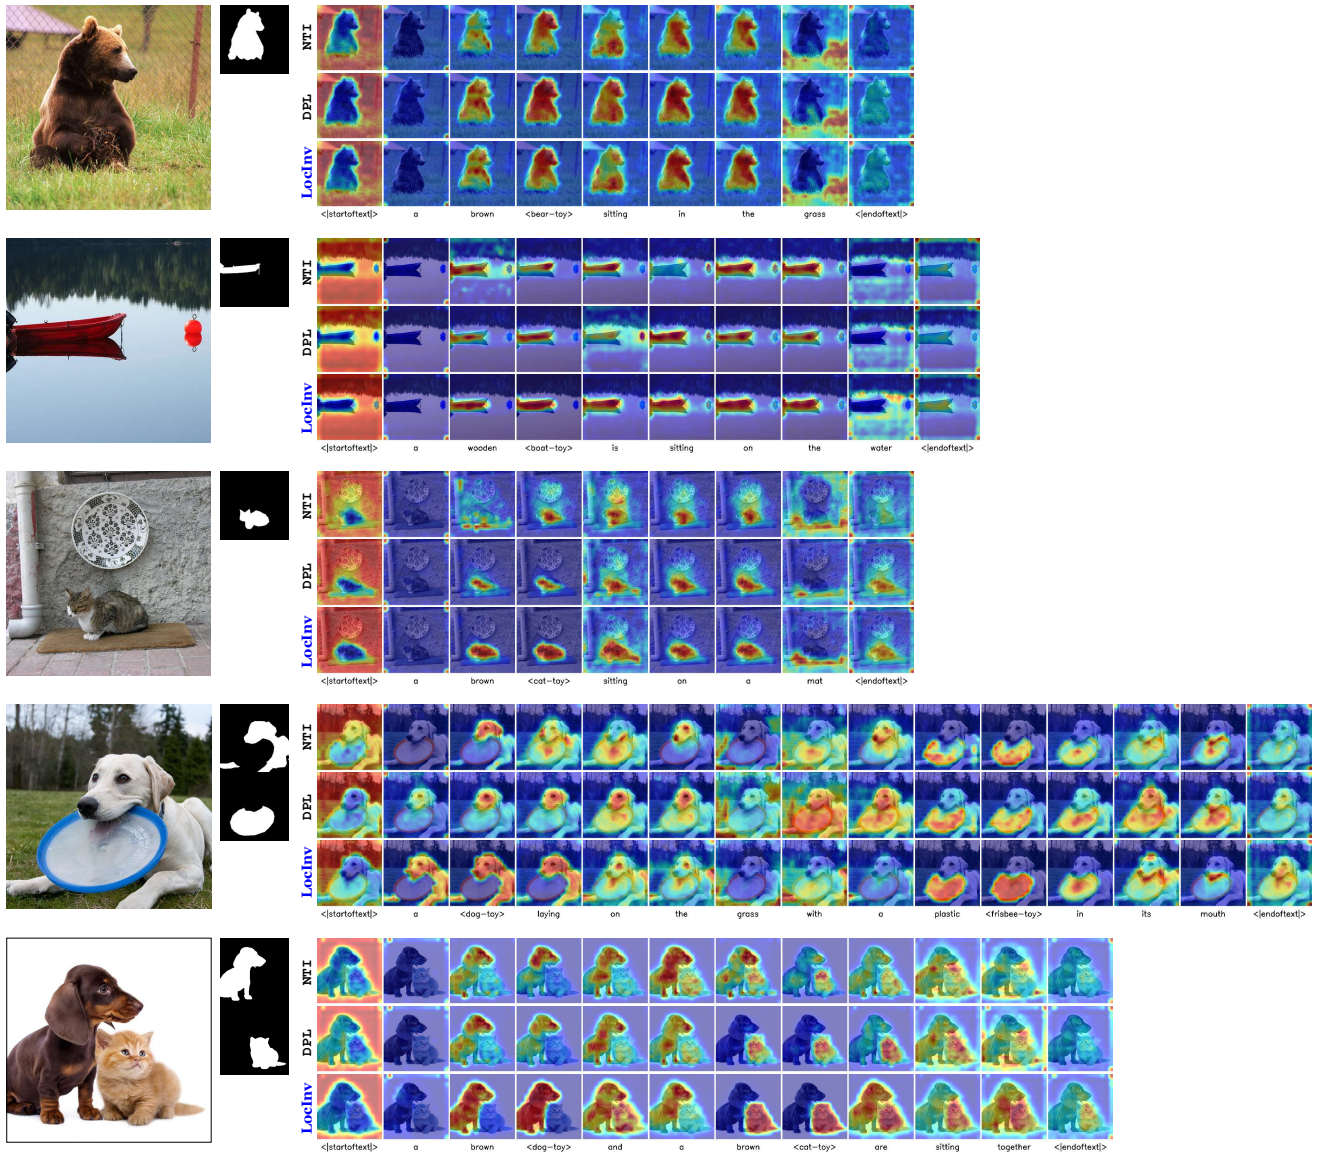 NTI
DPL
LocInv
<|startoftext|> a brown <bear-toy> sitting in the grass <|endoftext|>
NTI
DPL
LocInv
<|startoftext|> a wooden <boat-toy> is sitting on the water <|endoftext|>
NTI
DPL
LocInv
<|startoftext|> a brown <cat-toy> sitting on a mat <|endoftext|>
NTI
DPL
LocInv
<|startoftext|> a <dog-toy> laying on the grass with a plastic <frisbee-toy> in its mouth <|endoftext|>
NTI
DPL
LocInv
<|startoftext|> a brown <dog-toy> and a brown <cat-toy> are sitting together <|endoftext|>